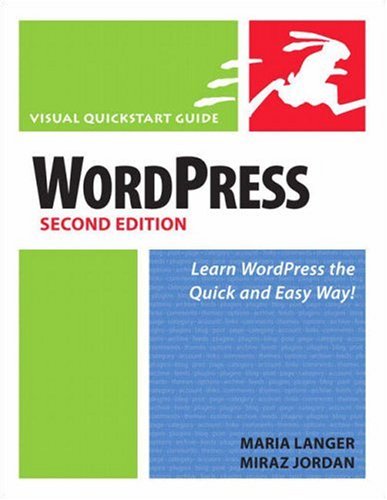 VISUAL QUICKSTART GUIDE
WORDPRESS
SECOND EDITION
Learn WordPress the
Quick and Easy Way!
MARIA LANGER
MIRAZ JORDAN